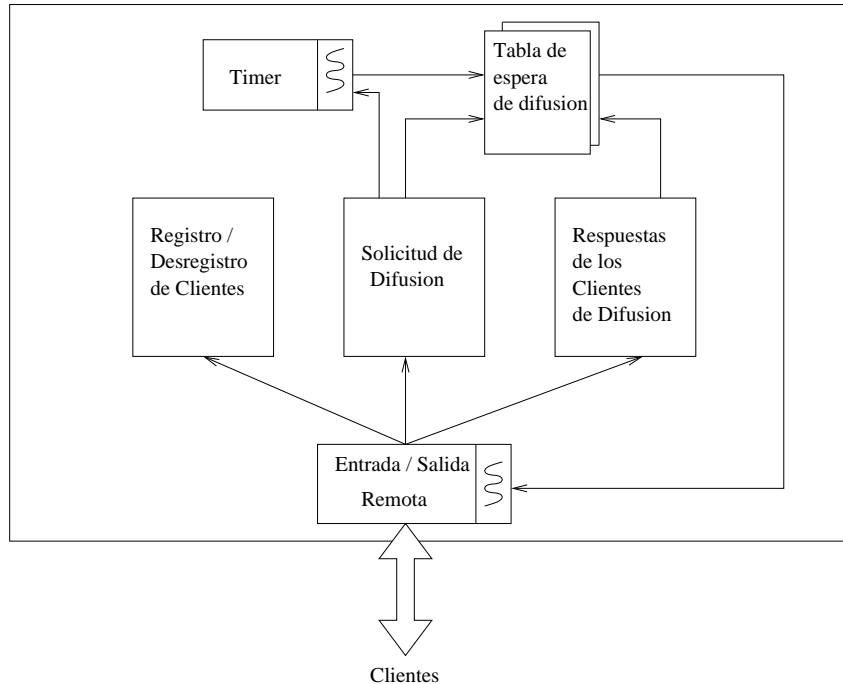 Timer
Tabla de
espera
de difusion
Registro /
Desregistro
de Clientes
Solicitud de
Difusion
Respuestas
de los
Clientes
de Difusion
Entrada / Salida
Remota
Clientes